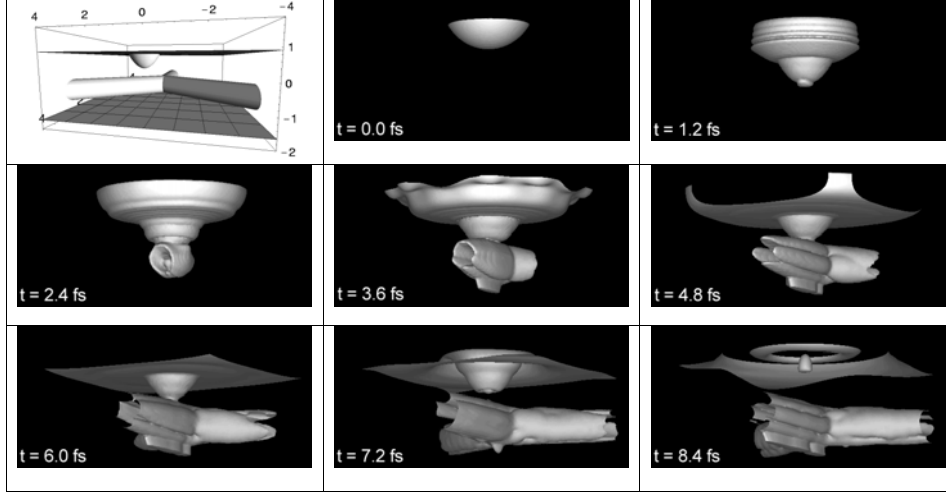 4 2 0 -2 -4
1
0
-1
-2
4
4
t = 0.0 fs
t = 1.2 fs
t = 2.4 fs
t = 3.6 fs
t = 4.8 fs
t = 6.0 fs
t = 7.2 fs
t = 8.4 fs